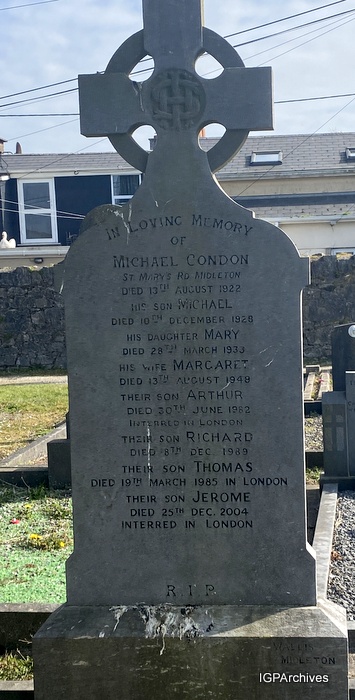 IN LOVING MEMORY
OF
MICHAEL CONDON
ST MARYS RD MIDLETON
DIED 13TH AUGUST 1922
HIS SON MICHAEL
DIED 10TH DECEMBER 1928
HIS DAUGHTER MARY
DIED 28TH MARCH 1933
HIS WIFE MARGARET
DIED 13TH AUGUST 1948
THEIR SON ARTHUR
DIED 30TH JUNE 1982
INTERRED IN LONDON
THEIR SON RICHARD
DIED 8TH DEC. 1989
THEIR SON THOMAS
DIED 19TH MARCH 1985 IN LONDON
THEIR SON JEROME
DIED 25TH DEC. 2004
INTERRED IN LONDON
R.I.P.
MIDLETON
IGPArchives